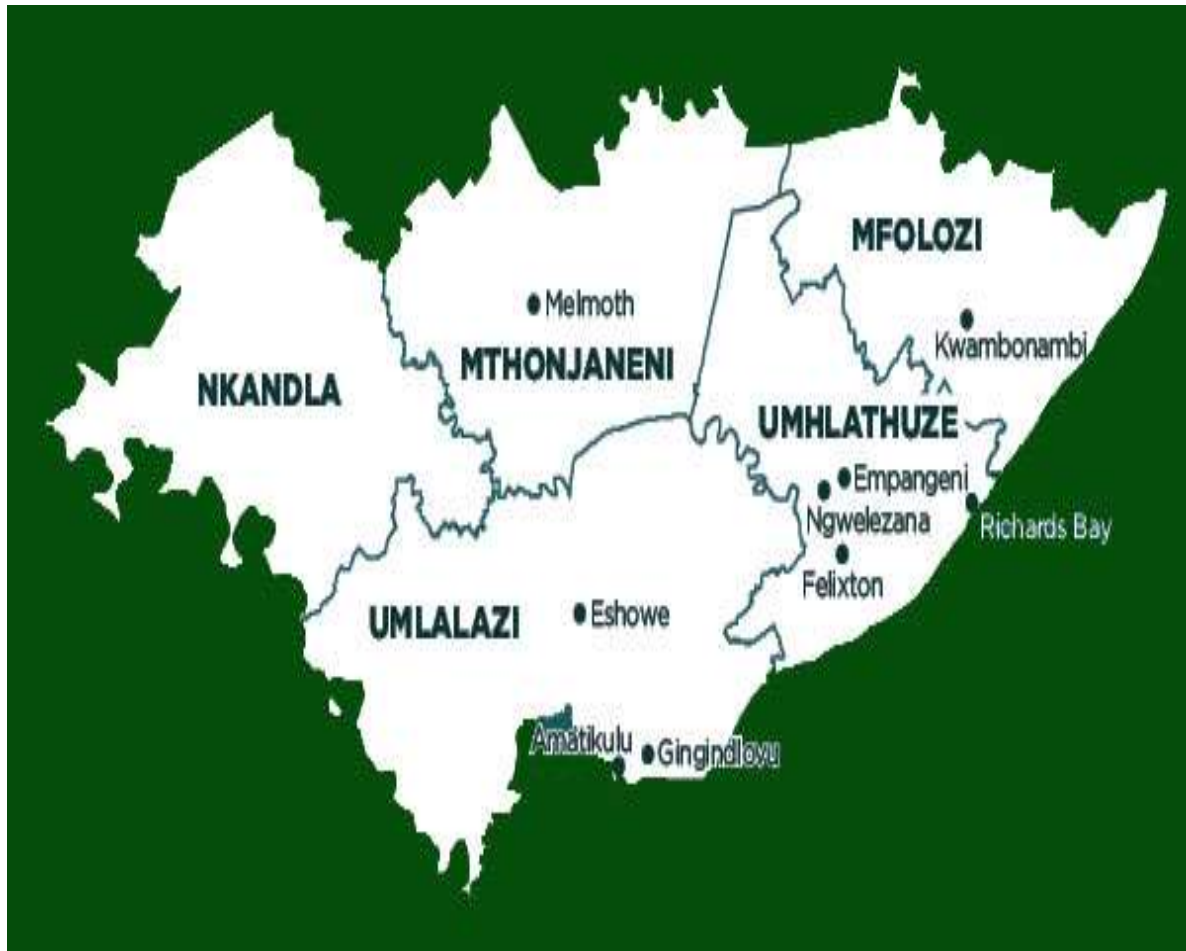 MFOLOZI
Melmoth
Kwambonambi
MTHONJANENI
NKANDLA
UMHLATHUZE
Empangeni
Ngwelezana
Richards Bay
Felixton
UMLALAZI
Eshowe
Amatikulu
Gingindlovu